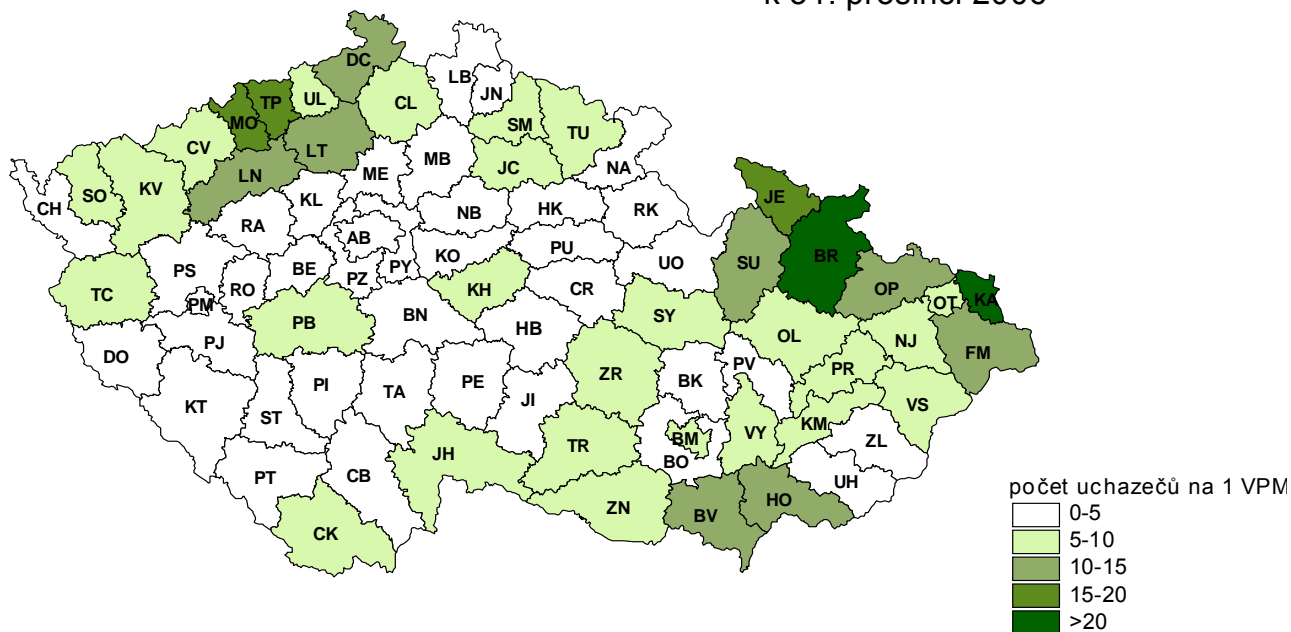 DC
LB
JN
TP
UL
CL
MO
SM
TU
CV
LT
JC
MB
NA
ME
LN
SO
KV
KL
CH
NB
HK
RK
RA
AB
PU
KO
PY
JE
BR
SU
UO
PS
BE
PZ
RO
CR
OP
TC
PM
KH
KA
OT
PB
BN
HB
SY
OL
NJ
PJ
DO
FM
PV
PR
ZR
BK
PE
PI
TA
JI
VS
KT
ST
KM
VY
BM
ZL
TR
JH
BO
PT
CB
UH
HO
ZN
BV
CK
počet uchazečů na 1 VPM
0-5
5-10
10-15
15-20
>20